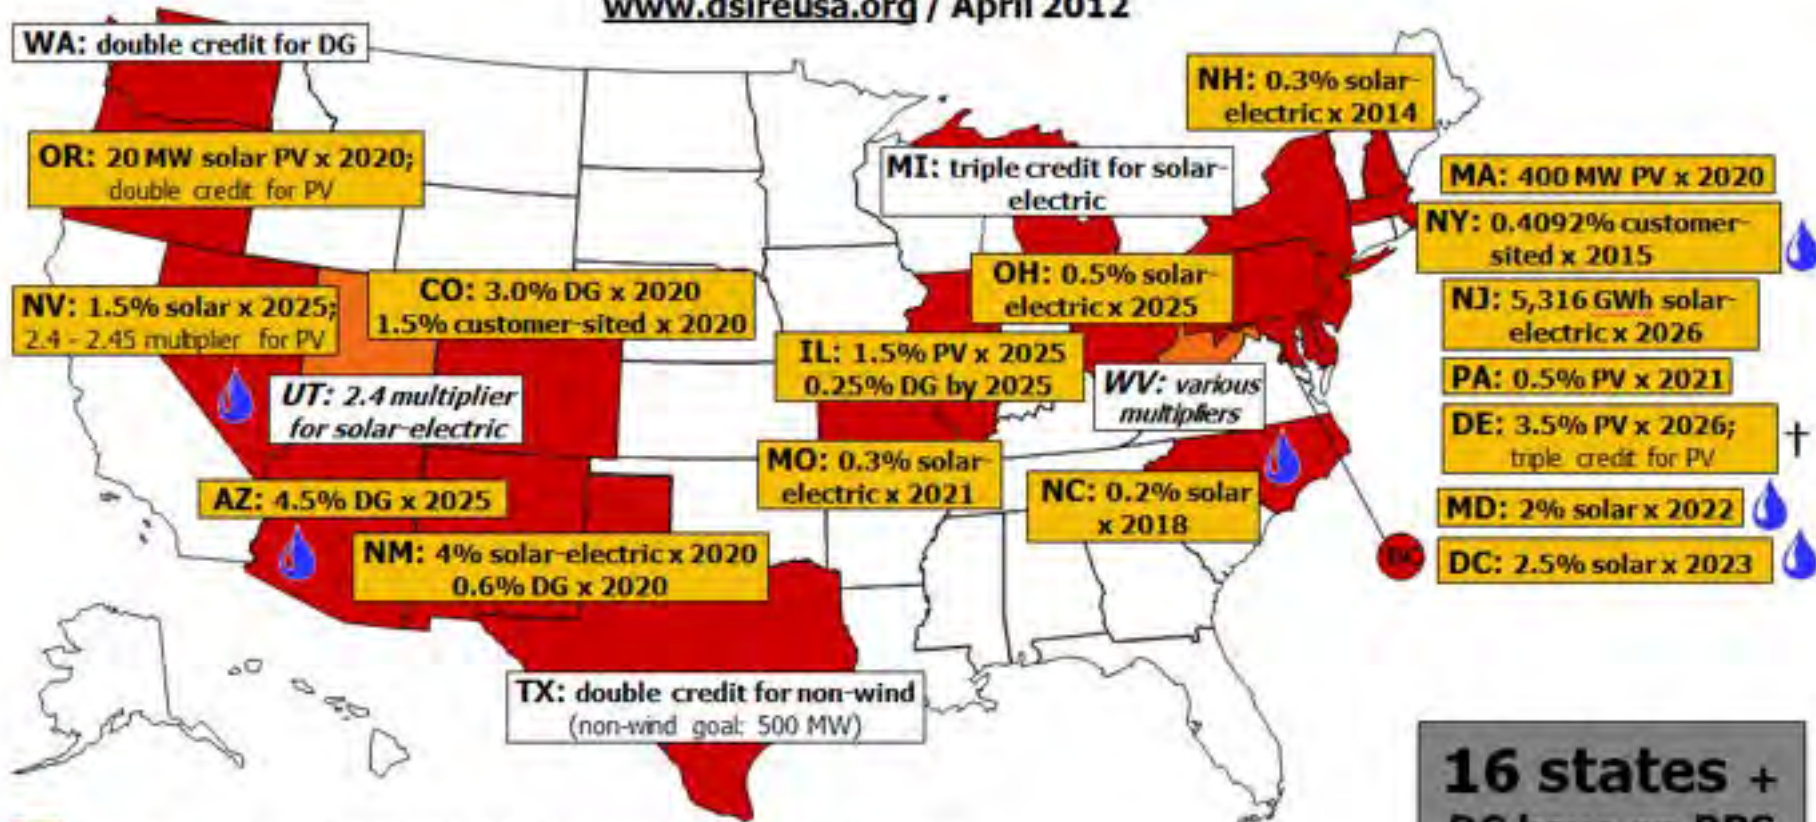 www.dsireusa.org / April 2012
WA: double credit for DG
NH: 0.3% solar-
electric x 2014
OR: 20 MW solar PV x 2020;
double credit for PV
MI: triple credit for solar-
electric
MA: 400 MW PV x 2020
NY: 0.4092% customer-
sited x 2015
NV: 1.5% solar x 2025;
2.4 - 2.45 multiplier for PV
CO: 3.0% DG x 2020
1.5% customer-sited x 2020
OH: 0.5% solar-
electric x 2025
NJ: 5,316 GWh solar-
electric x 2026
IL: 1.5% PV x 2025
0.25% DG by 2025
UT: 2.4 multiplier
for solar-electric
WV: various
multipliers
PA: 0.5% PV x 2021
DE: 3.5% PV x 2026;
triple credit for PV
†
MO: 0.3% solar-
electric x 2021
AZ: 4.5% DG x 2025
NC: 0.2% solar
x 2018
MD: 2% solar x 2022
NM: 4% solar-electric x 2020
0.6% DG x 2020
DC
DC: 2.5% solar x 2023
TX: double credit for non-wind
(non-wind goal: 500 MW)
16 states +